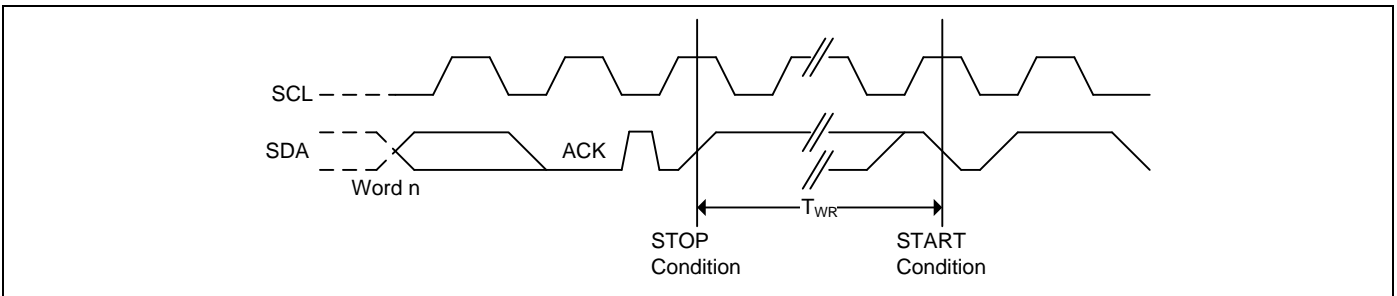 SCL
SDA
ACK
Word n
TWR
STOP
Condition
START
Condition